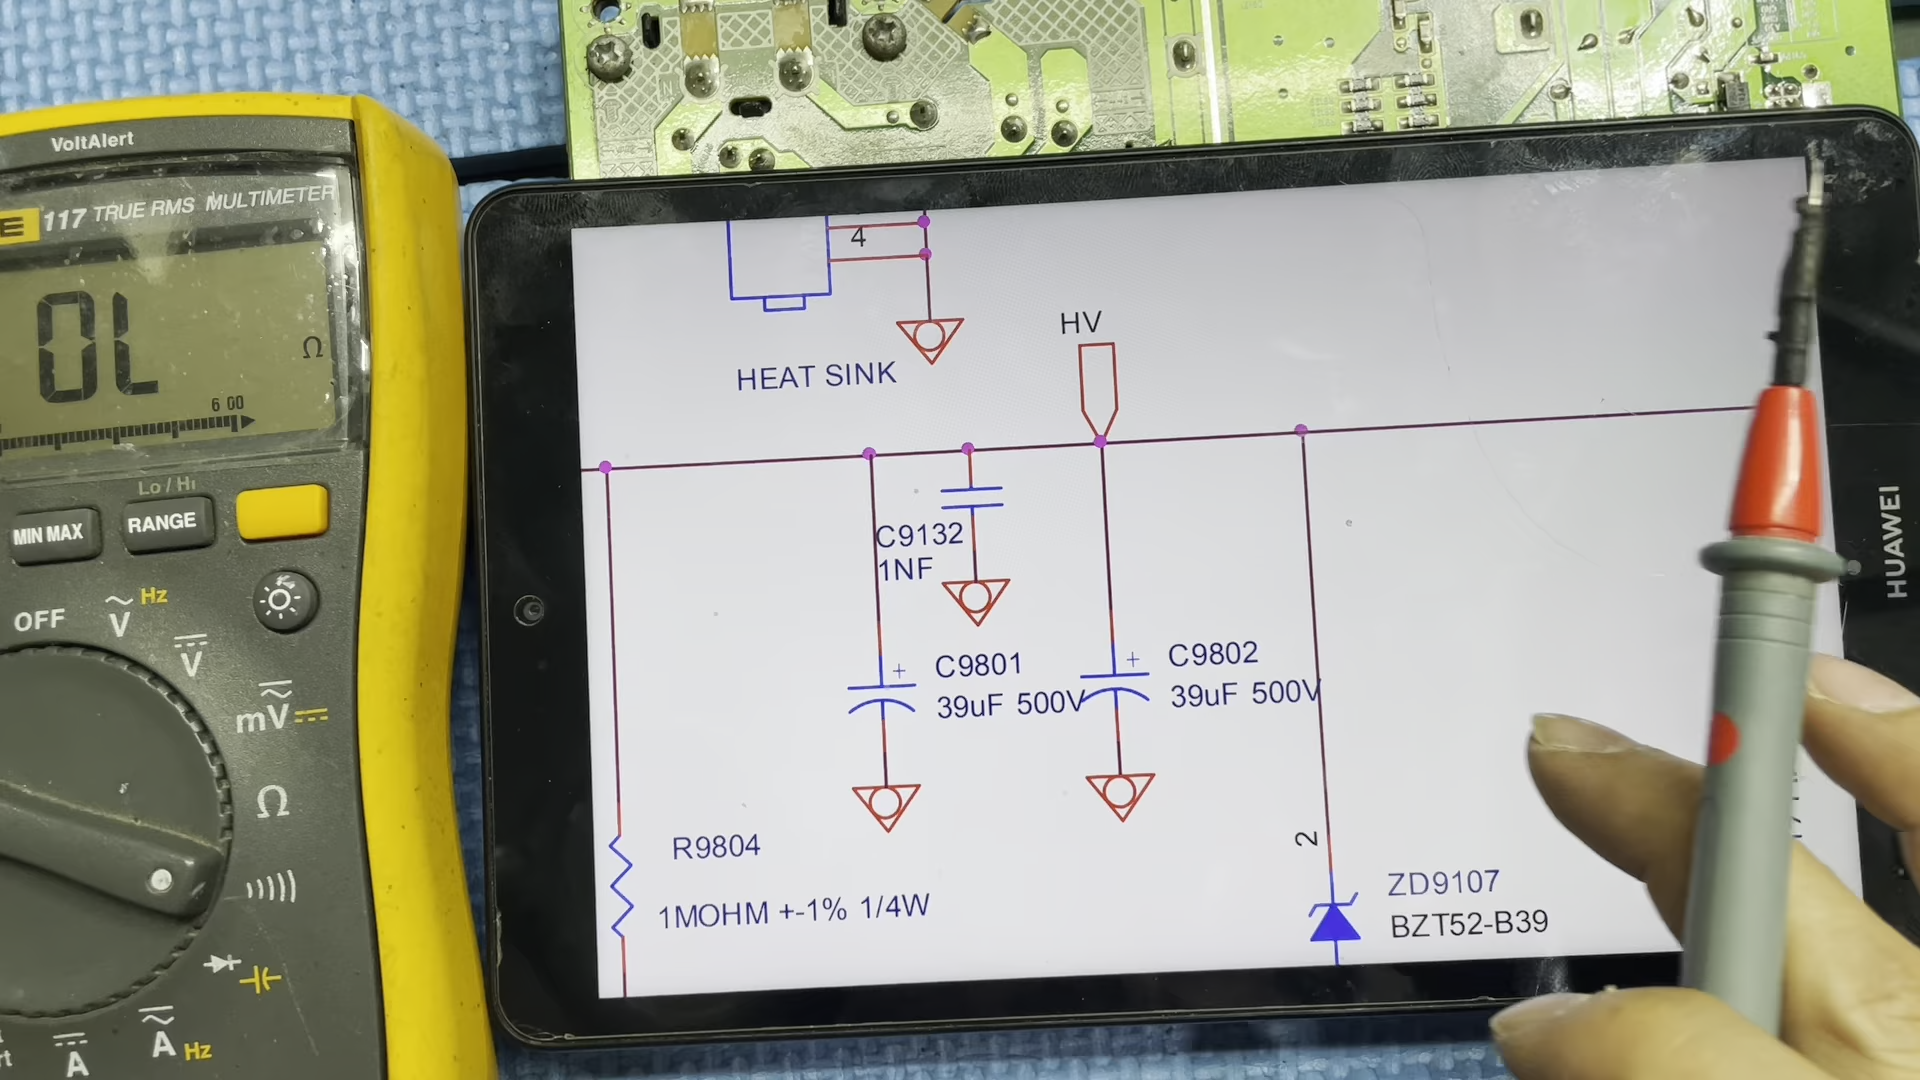 VoltAlert
E 117 TRUE RMS MULTIMETER
OL
Ω
6 00
Lo / Hi
MIN MAX
RANGE
OFF
V
Hz
V
mV
Ω
A
A Hz
N
4
HEAT SINK
HV
C9132
1NF
+
C9801
39uF 500V
+
C9802
39uF 500V
R9804
1MOHM +-1% 1/4W
2
ZD9107
BZT52-B39
HUAWEI